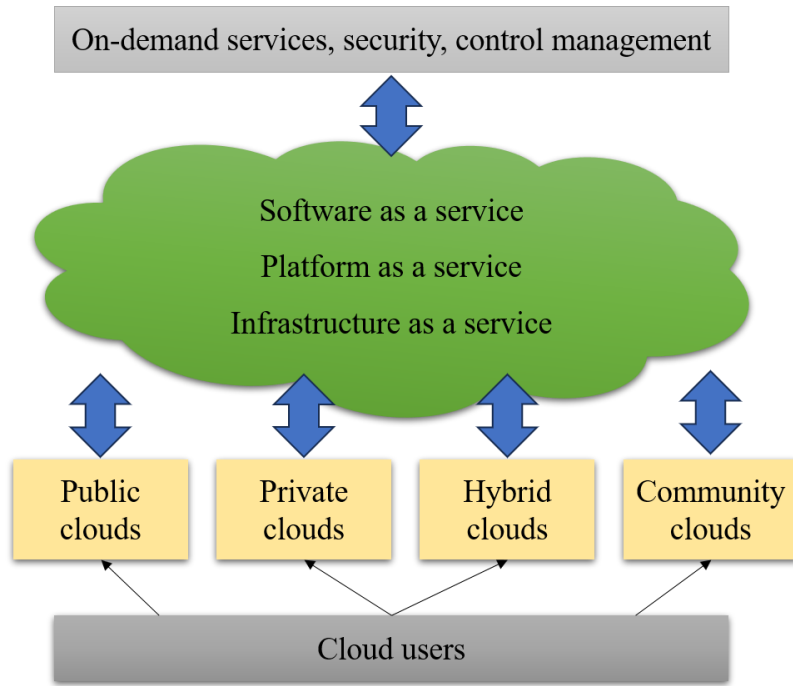 On-demand services, security, control management
Software as a service
Platform as a service
Infrastructure as a service
Public
clouds
Private
clouds
Hybrid
clouds
Community
clouds
Cloud users